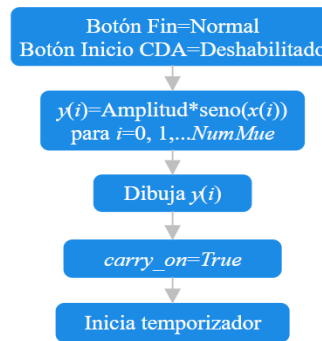 Botón Fin=Normal
Botón Inicio CDA=Deshabilitado
y(i)=Amplitud*seno(x(i))
para i=0, 1,...NumMue
Dibuja y(i)
carry_on=True
Inicia temporizador